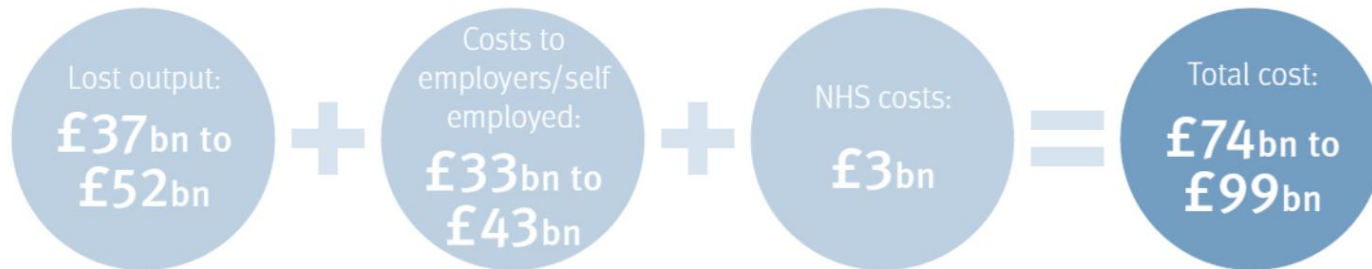 Lost output:
£37bn to
£52bn
Costs to
employers/self
employed:
£33bn to
£43bn
NHS costs:
£3bn
Total cost:
£74bn to
£99bn